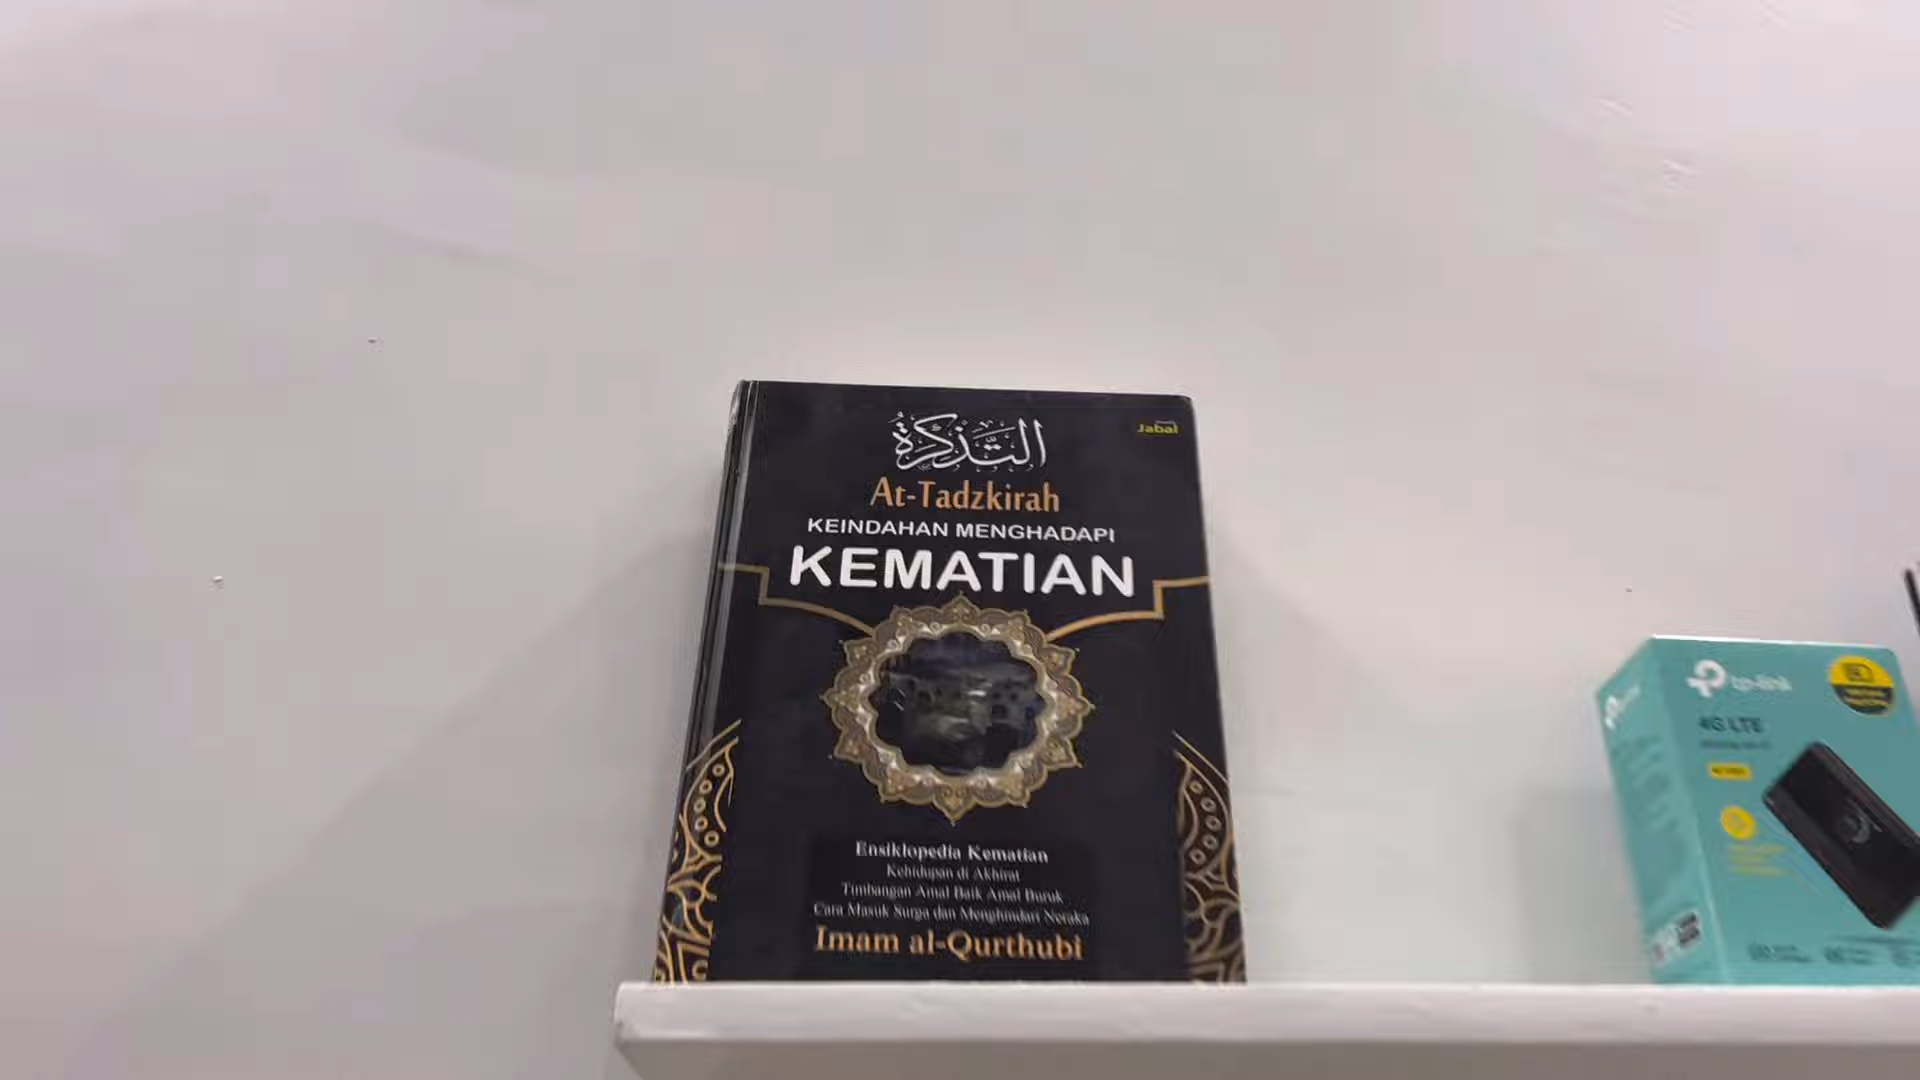 التَّذْكِرَةُ
Jabal
At-Tadzkirah
KEINDAHAN MENGHADAPI
KEMATIAN
Ensiklopedia Kematian
Kehidupan di Akhirat
Timbangan Amal Baik Amal Buruk
Cara Masuk Surga dan Menghindari Neraka
Imam al-Qurthubi
tp-link
4G LTE